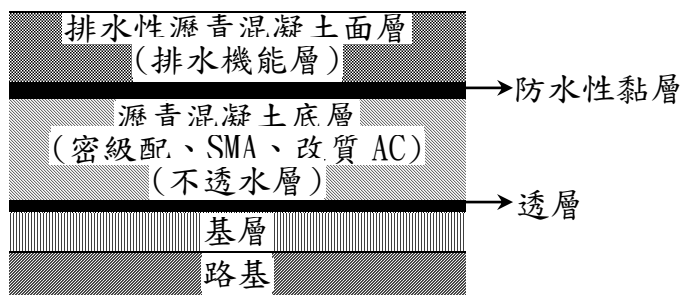 排水性瀝青混凝土面層
(排水機能層)
防水性黏層
瀝青混凝土底層
(密級配、SMA、改質 AC)
(不透水層)
透層
基層
路基